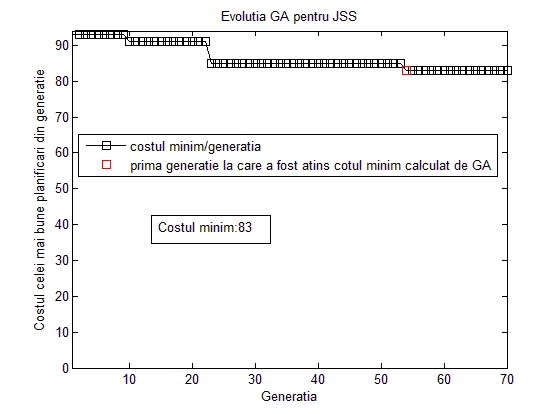 Evolutia GA pentru JSS
Costul celei mai bune planificari din generatie
90
80
70
60
50
40
30
20
10
0
costul minim/generatia
prima generatie la care a fost atins cotul minim calculat de GA
Costul minim:83
10 20 30 40 50 60 70
Generatia